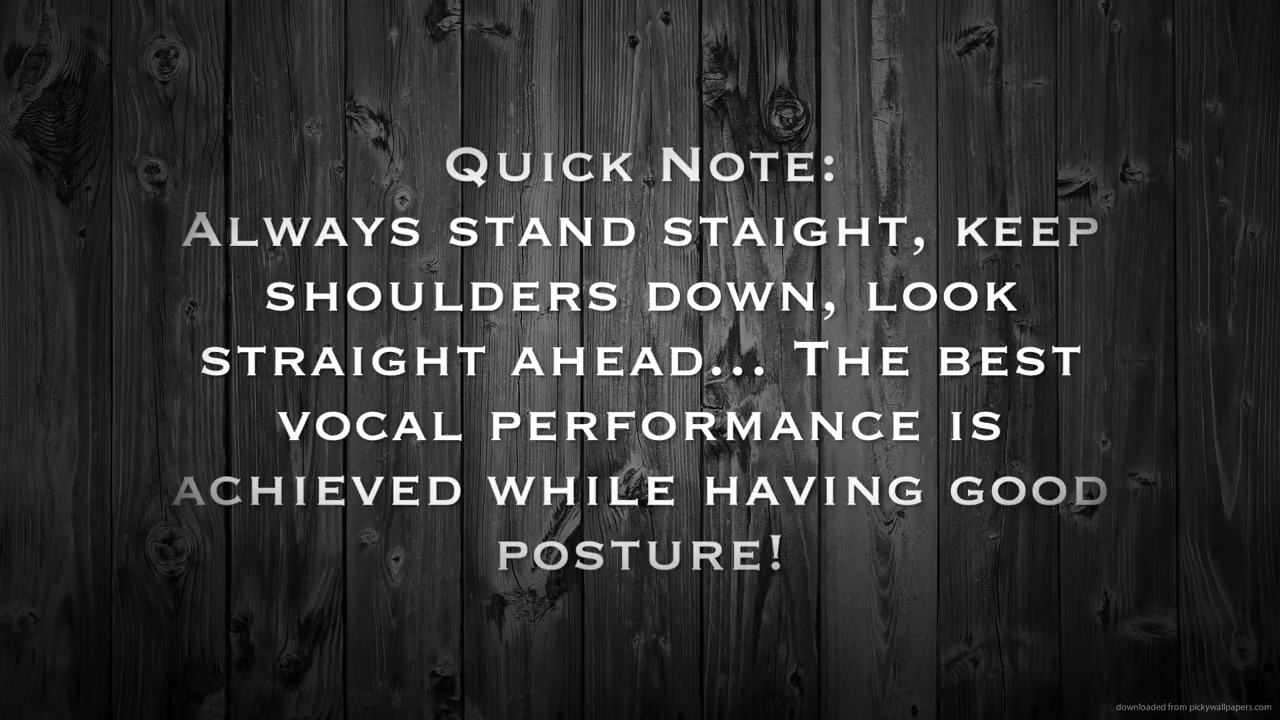 Quick Note:
Always stand staight, keep
shoulders down, look
straight ahead... The best
vocal performance is
achieved while having good
posture!
downloaded from pickywallpapers.com